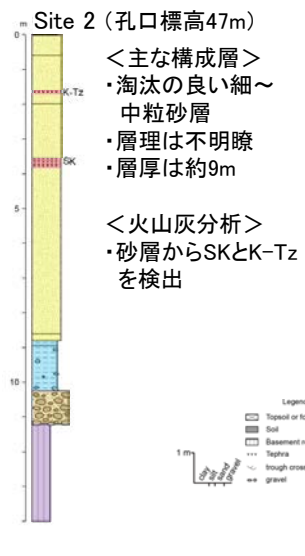 Site 2 (孔口標高47m)
m
0
<主な構成層>
・淘汰の良い細~
中粒砂層
・層理は不明瞭
・層厚は約9m
K-Tz
SK
5
<火山灰分析>
・砂層からSKとK-Tz
を検出
10
Legend
Topsoil or fo
Soil
Basement r
Tephra
trough cross
gravel
1 m
clay
silt
sand
gravel